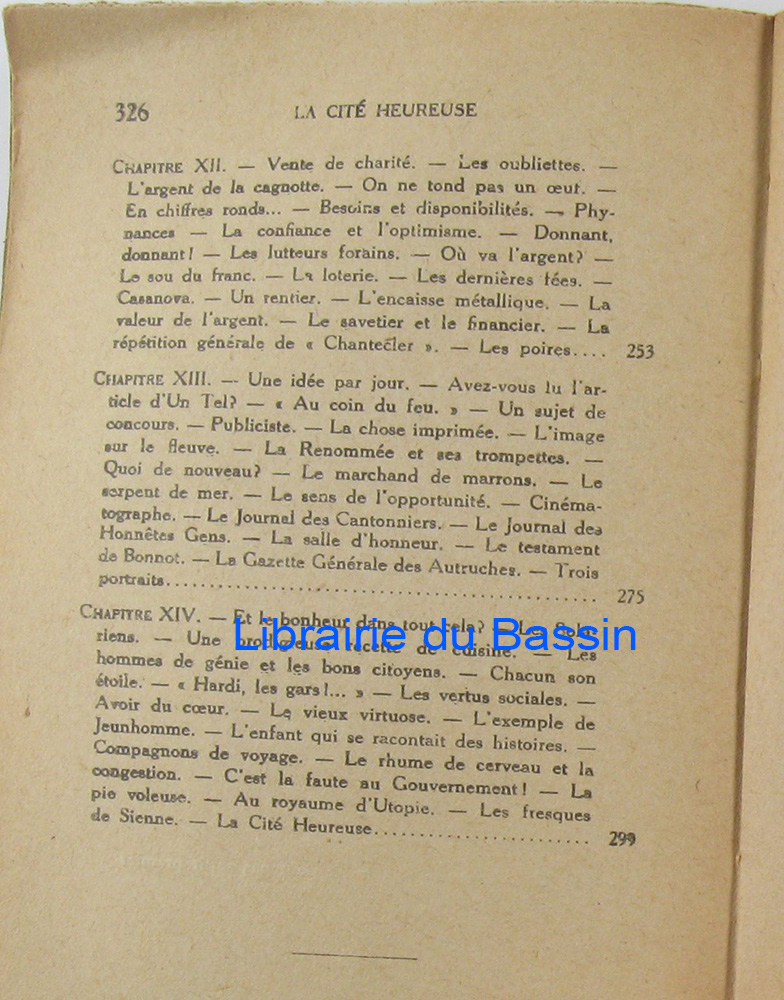 326 LA CITÉ HEUREUSE
CHAPITRE XII. — Vente de charité. — Les oubliettes. —
L'argent de la cagnotte. — On ne tond pas un œuf. —
En chiffres ronds... — Besoins et disponibilités. — Phy-
nances — La confiance et l'optimisme. — Donnant,
donnant! — Les lutteurs forains. — Où va l'argent? —
Le sou du franc. — La loterie. — Les dernières fées. —
Casanova. — Un rentier. — L'encaisse métallique. — La
valeur de l'argent. — Le savetier et le financier. — La
répétition générale de « Chantecler ». — Les poires.... 253
CHAPITRE XIII. — Une idée par jour. — Avez-vous lu l'ar-
ticle d'Un Tel? — « Au coin du feu. » — Un sujet de
concours. — Publiciste. — La chose imprimée. — L'image
sur le fleuve. — La Renommée et ses trompettes. —
Quoi de nouveau? — Le marchand de marrons. — Le
serpent de mer. — Le sens de l'opportunité. — Cinéma-
tographe. — Le Journal des Cantonniers. — Le Journal des
Honnêtes Gens. — La salle d'honneur. — Le testament
de Bonnot. — La Gazette Générale des Autruches. — Trois
portraits................................................ 275
CHAPITRE XIV. — Et le bonheur dans tout cela? — Les
riens. — Une prodigieuse recette de cuisine. — Les
Librairie du Bassin
hommes de génie et les bons citoyens. — Chacun son
étoile. — « Hardi, les gars!... » — Les vertus sociales. —
Avoir du cœur. — Le vieux virtuose. — L'exemple de
Jeunhomme. — L'enfant qui se racontait des histoires. —
Compagnons de voyage. — Le rhume de cerveau et la
congestion. — C'est la faute au Gouvernement! — La
pie voleuse. — Au royaume d'Utopie. — Les fresques
de Sienne. — La Cité Heureuse........................ 299